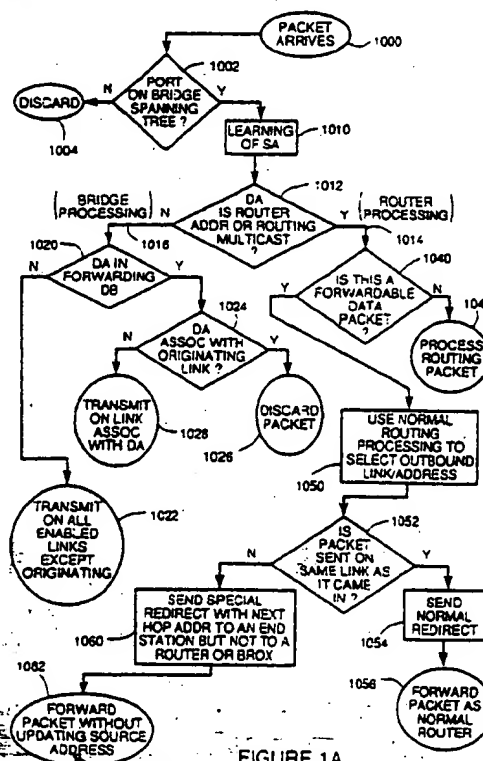 PACKET
ARRIVES
1000
1002
N
PORT
ON BRIDGE
SPANNING
TREE ?
Y
DISCARD
1004
LEARNING
OF SA
1010
(BRIDGE
PROCESSING)
N
DA
IS ROUTER
ADDR OR ROUTING
MULTICAST
?
1012
Y
(ROUTER
PROCESSING)
1016
1014
1020
N
DA IN
FORWARDING
DB
Y
1040
Y
IS THIS A
FORWARDABLE
DATA
PACKET
?
N
1024
N
DA
ASSOC WITH
ORIGINATING
LINK ?
Y
104
PROCESS
ROUTING
PACKET
TRANSMIT
ON LINK
ASSOC
WITH DA
1028
DISCARD
PACKET
1026
USE NORMAL
ROUTING
PROCESSING TO
SELECT OUTBOUND
LINK/ADDRESS
1050
TRANSMIT
ON ALL
ENABLED
LINKS
EXCEPT
ORIGINATING
1022
1052
N
IS
PACKET
SENT ON
SAME LINK AS
IT CAME
IN ?
Y
SEND SPECIAL
REDIRECT WITH NEXT
HOP ADDR TO AN END
STATION BUT NOT TO A
ROUTER OR BROX
1060
SEND
NORMAL
REDIRECT
1054
1062
FORWARD
PACKET WITHOUT
UPDATING SOURCE
ADDRESS
1056
FORWARD
PACKET AS
NORMAL
ROUTER
FIGURE 1A